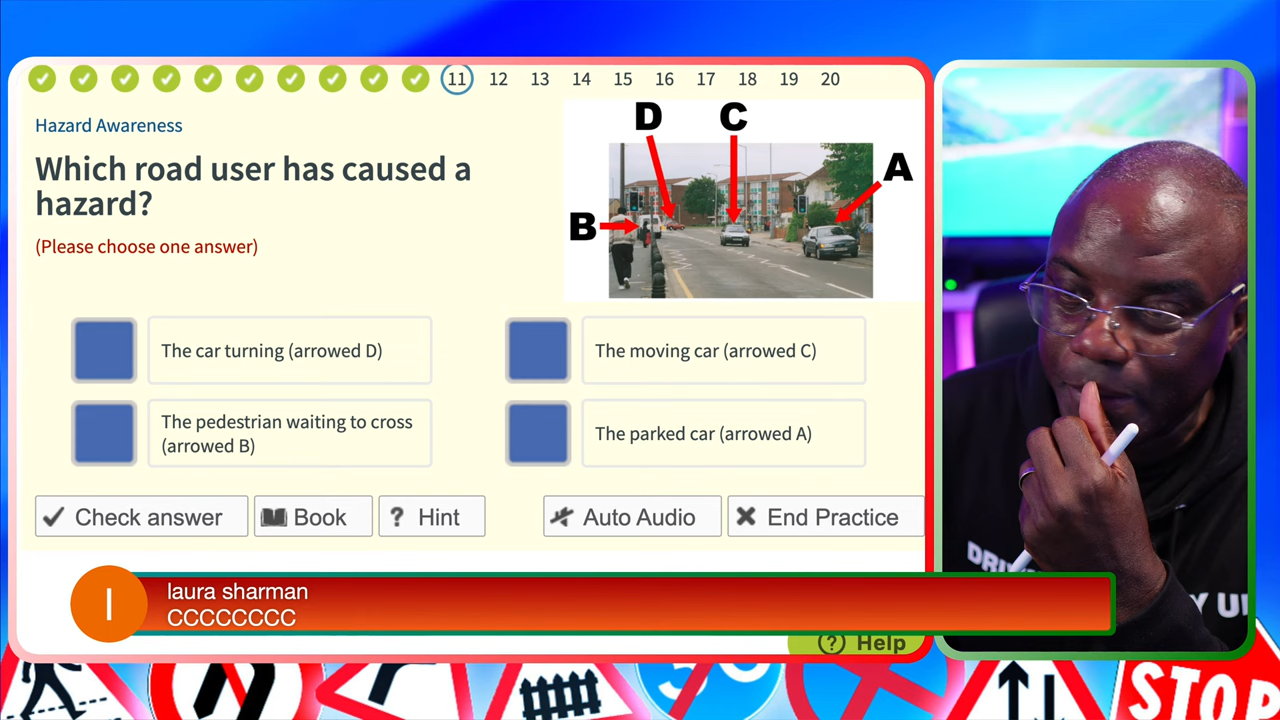 11 12 13 14 15 16 17 18 19 20
Hazard Awareness
Which road user has caused a
hazard?
(Please choose one answer)
D C
A
B
The car turning (arrowed D)
The moving car (arrowed C)
The pedestrian waiting to cross
(arrowed B)
The parked car (arrowed A)
Check answer Book ? Hint Auto Audio End Practice
l
laura sharman
CCCCCCCC
? Help
STOP